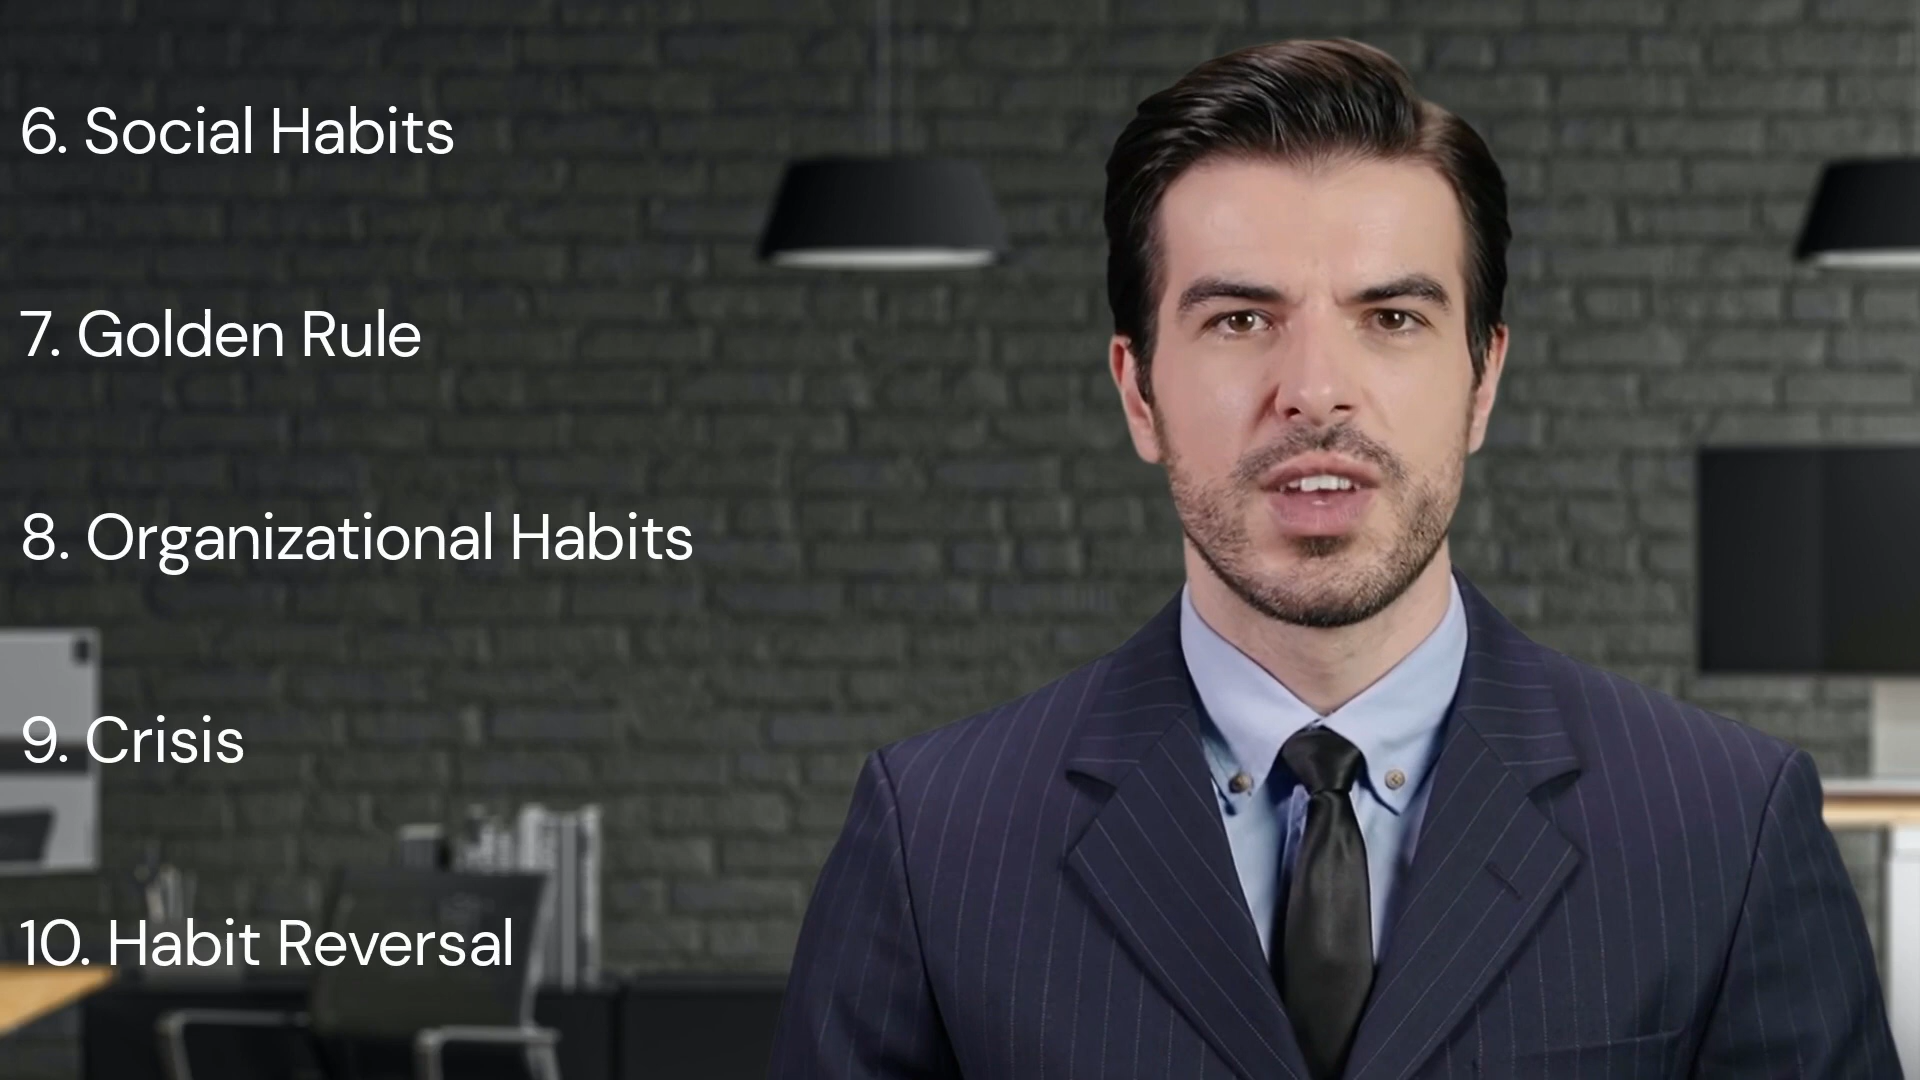 6. Social Habits
7. Golden Rule
8. Organizational Habits
9. Crisis
10. Habit Reversal